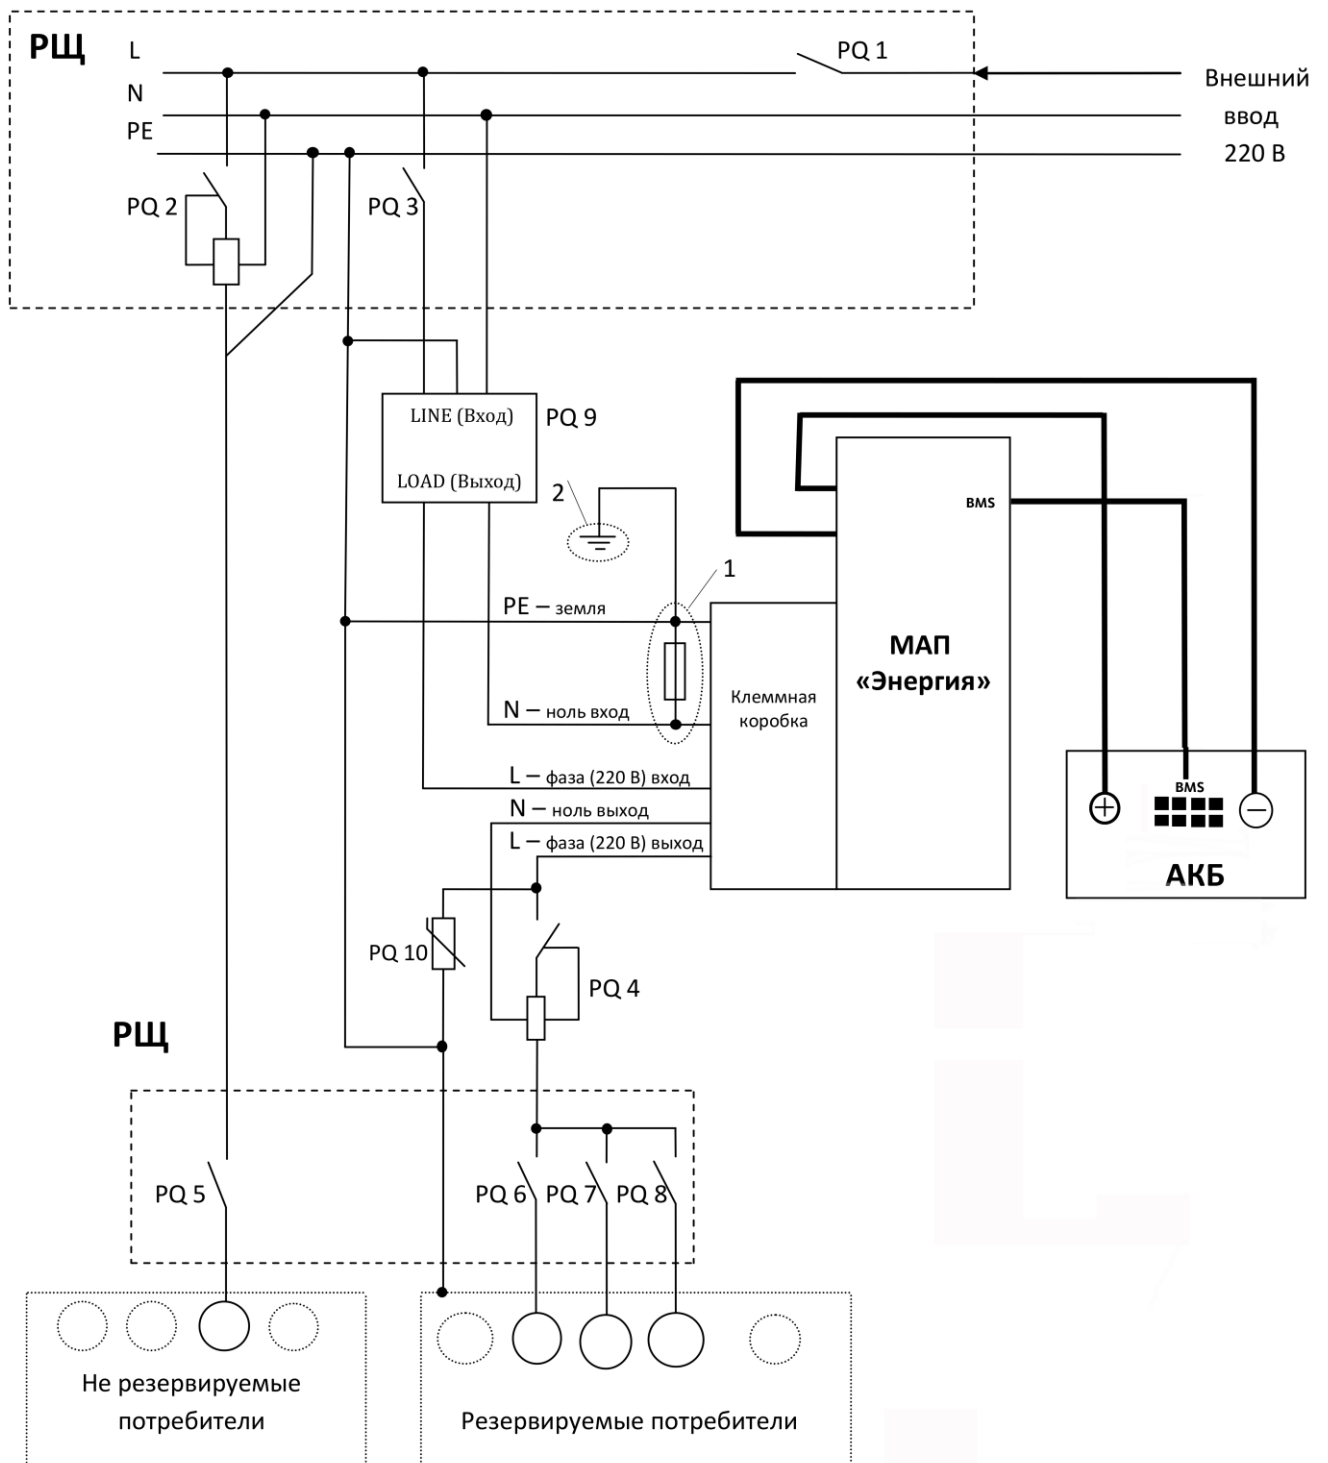 РЩ
L
PQ 1
N
PE
Внешний
ввод
220 В
PQ 2
PQ 3
LINE (Вход)
PQ 9
LOAD (Выход)
2
BMS
1
PE – земля
МАП
«Энергия»
Клеммная
коробка
N – ноль вход
L – фаза (220 В) вход
N – ноль выход
L – фаза (220 В) выход
BMS
+
−
АКБ
PQ 10
PQ 4
РЩ
PQ 5
PQ 6
PQ 7
PQ 8
Не резервируемые
потребители
Резервируемые потребители